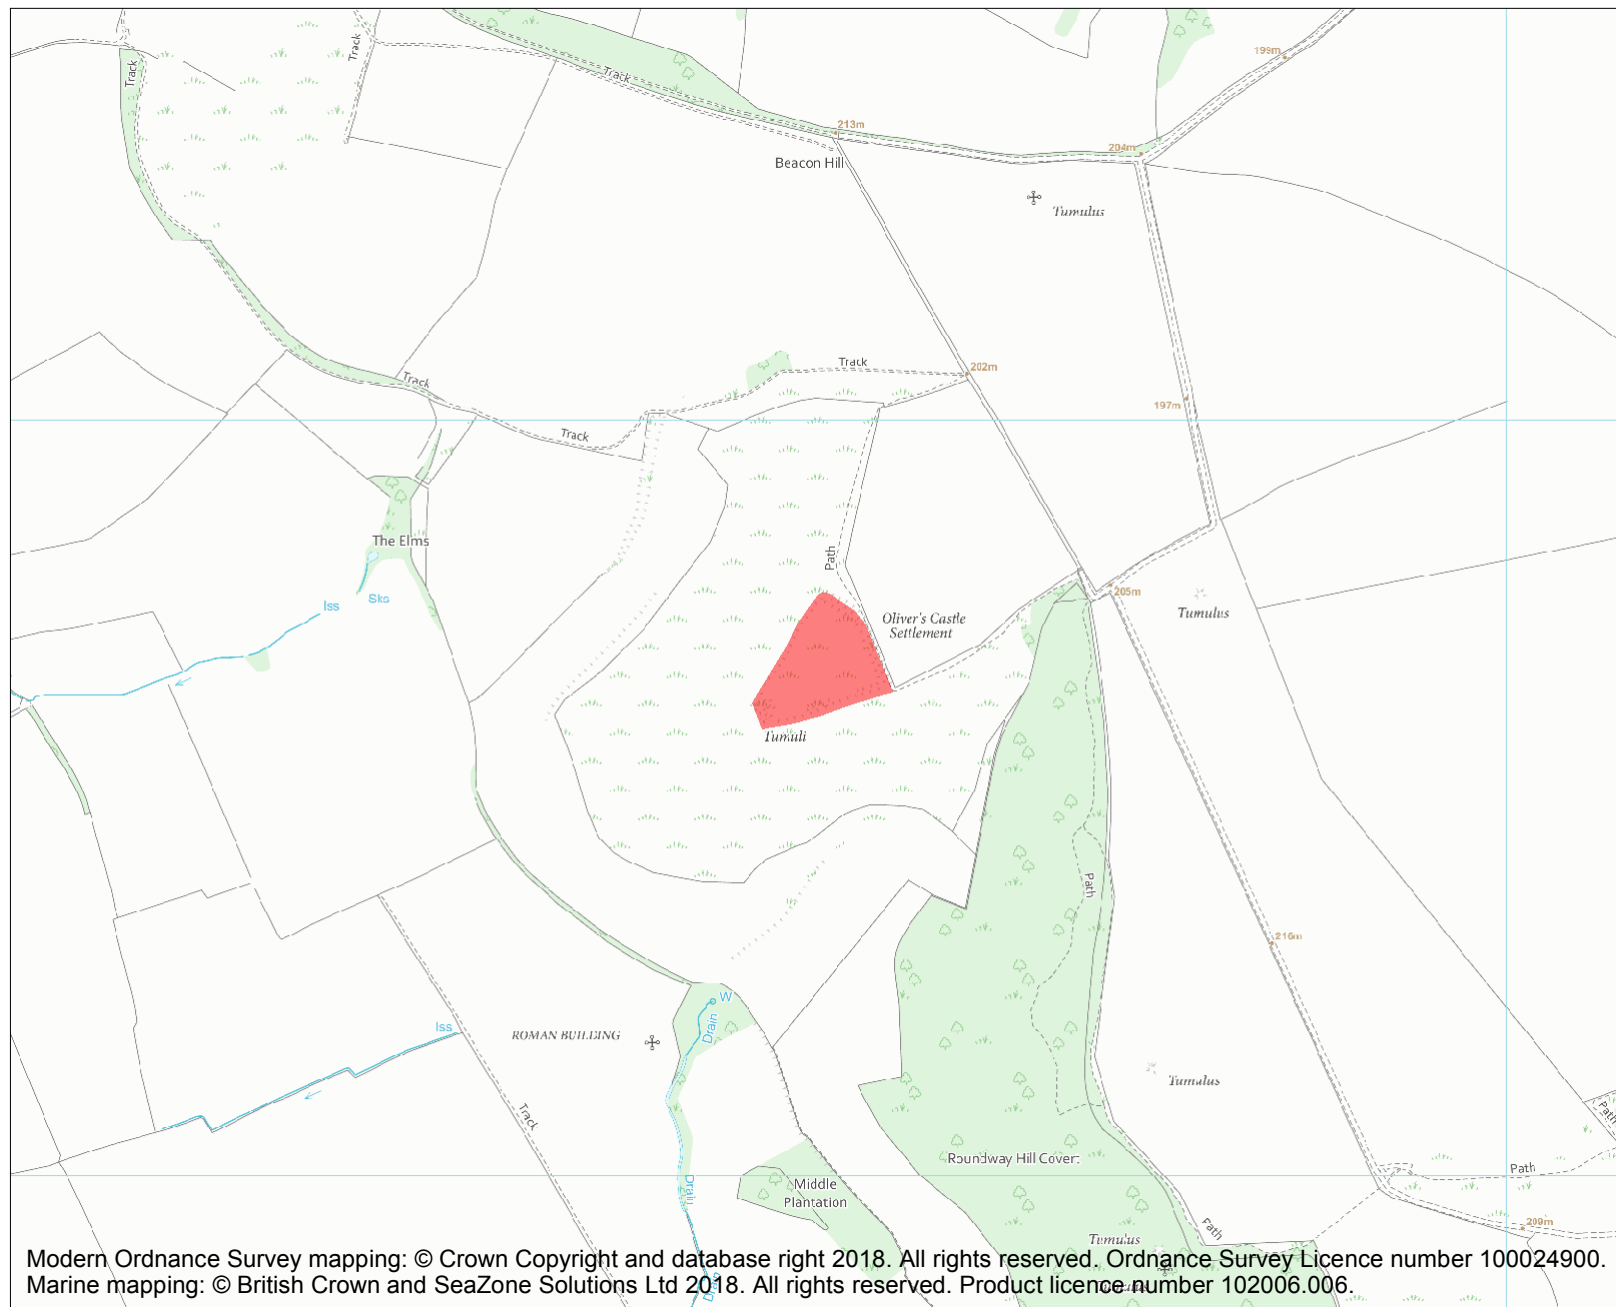 Track
Track
Track
199m
213m
204m
Beacon Hill
Tumulus
Track
202m
Track
197m
Track
Path
The Elms
Iss
Sks
205m
Tumulus
Oliver's Castle
Settlement
Tumuli
Path
216m
W
Drain
Iss
ROMAN BUILDING
Tumulus
Track
Path
Roundway Hill Covert
Path
Middle
Plantation
Drain
Path
209m
Tumulus
Modern Ordnance Survey mapping: © Crown Copyright and database right 2018. All rights reserved. Ordnance Survey Licence number 100024900.
Marine mapping: © British Crown and SeaZone Solutions Ltd 2018. All rights reserved. Product licence number 102006.006.
Drain
Tumulus